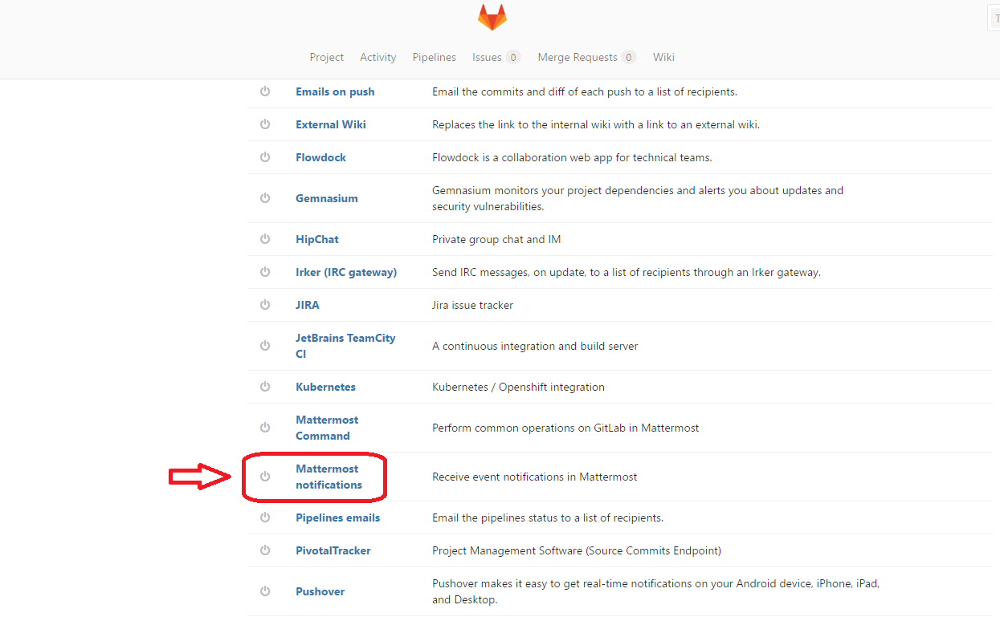 T
Project Activity Pipelines Issues 0 Merge Requests 0 Wiki
Emails on push Email the commits and diff of each push to a list of recipients.
External Wiki Replaces the link to the internal wiki with a link to an external wiki.
Flowdock Flowdock is a collaboration web app for technical teams.
Gemnasium Gemnasium monitors your project dependencies and alerts you about updates and
security vulnerabilities.
HipChat Private group chat and IM
Irker (IRC gateway) Send IRC messages, on update, to a list of recipients through an Irker gateway.
JIRA Jira issue tracker
JetBrains TeamCity
CI
A continuous integration and build server
Kubernetes Kubernetes / Openshift integration
Mattermost
Command
Perform common operations on GitLab in Mattermost
Mattermost
notifications
Receive event notifications in Mattermost
Pipelines emails Email the pipelines status to a list of recipients.
PivotalTracker Project Management Software (Source Commits Endpoint)
Pushover Pushover makes it easy to get real-time notifications on your Android device, iPhone, iPad,
and Desktop.